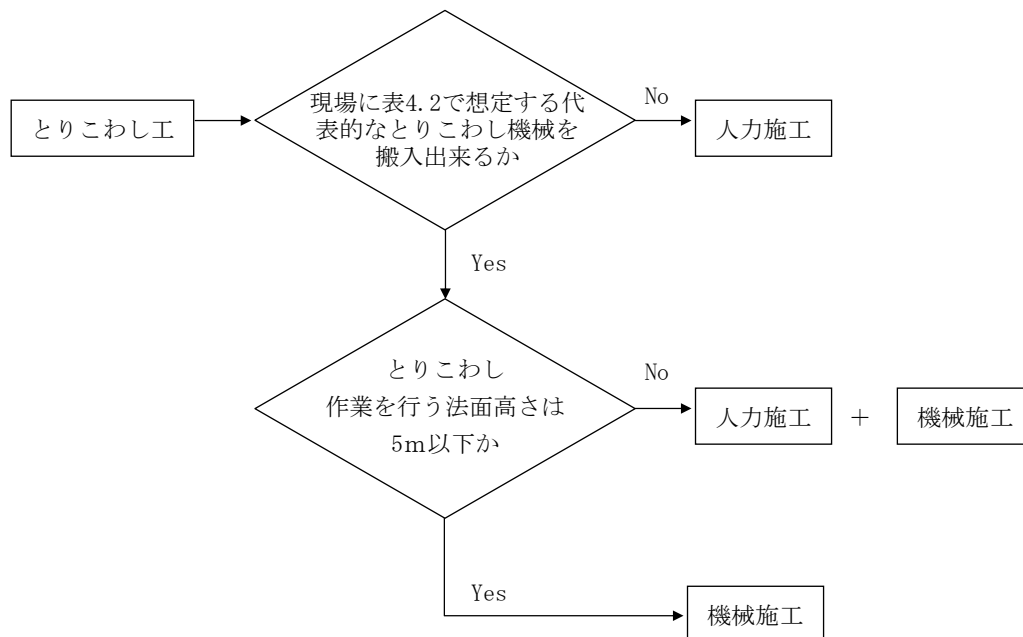 現場に表4.2で想定する代
表的なとりこわし機械を
搬入出来るか
とりこわし工
No
人力施工
Yes
とりこわし
作業を行う法面高さは
5m以下か
No
人力施工 + 機械施工
Yes
機械施工